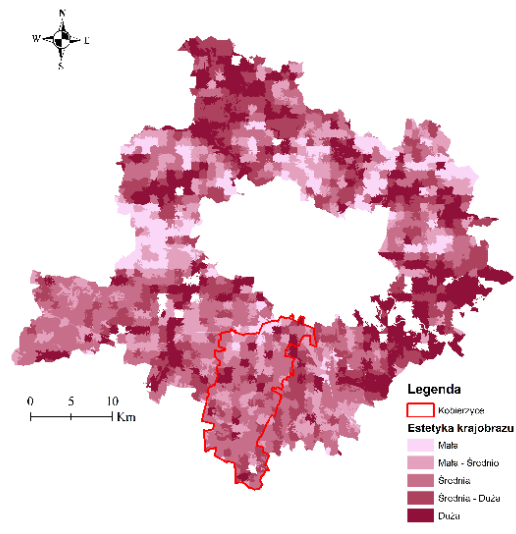 N
W E
S
0 5 10
Km
Legenda
Kobierzyce
Estetyka krajobrazu
Mała
Mała - Średnio
Średnia
Średnia - Duża
Duża